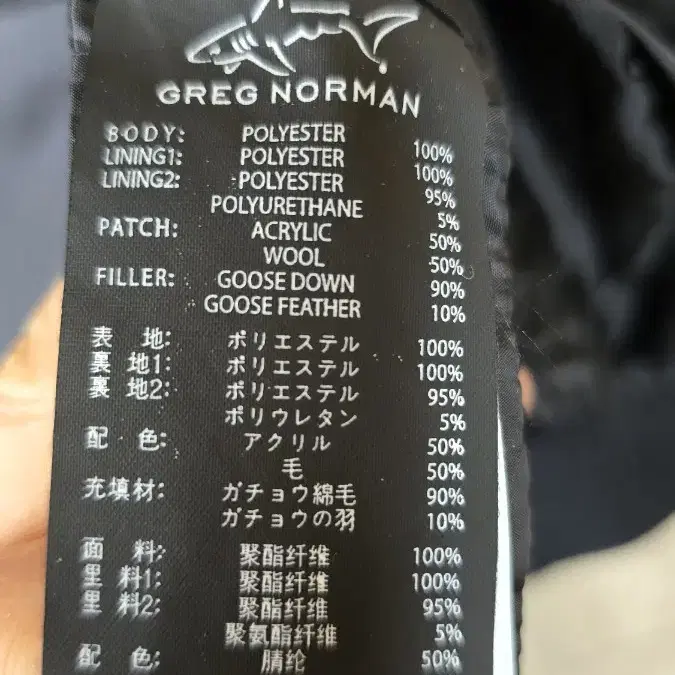 GREG NORMAN
BODY: POLYESTER 100%
LINING1: POLYESTER 100%
LINING2: POLYESTER 95%
POLYURETHANE 5%
PATCH: ACRYLIC 50%
WOOL 50%
FILLER: GOOSE DOWN 90%
GOOSE FEATHER 10%
表 地: ポリエステル 100%
裏 地1: ポリエステル 100%
裏 地2: ポリエステル 95%
ポリウレタン 5%
配 色: アクリル 50%
毛 50%
充填材: ガチョウ綿毛 90%
ガチョウの羽 10%
面 料: 聚酯纤维 100%
里 料1: 聚酯纤维 100%
里 料2: 聚酯纤维 95%
聚氨酯纤维 5%
配 色: 腈纶 50%